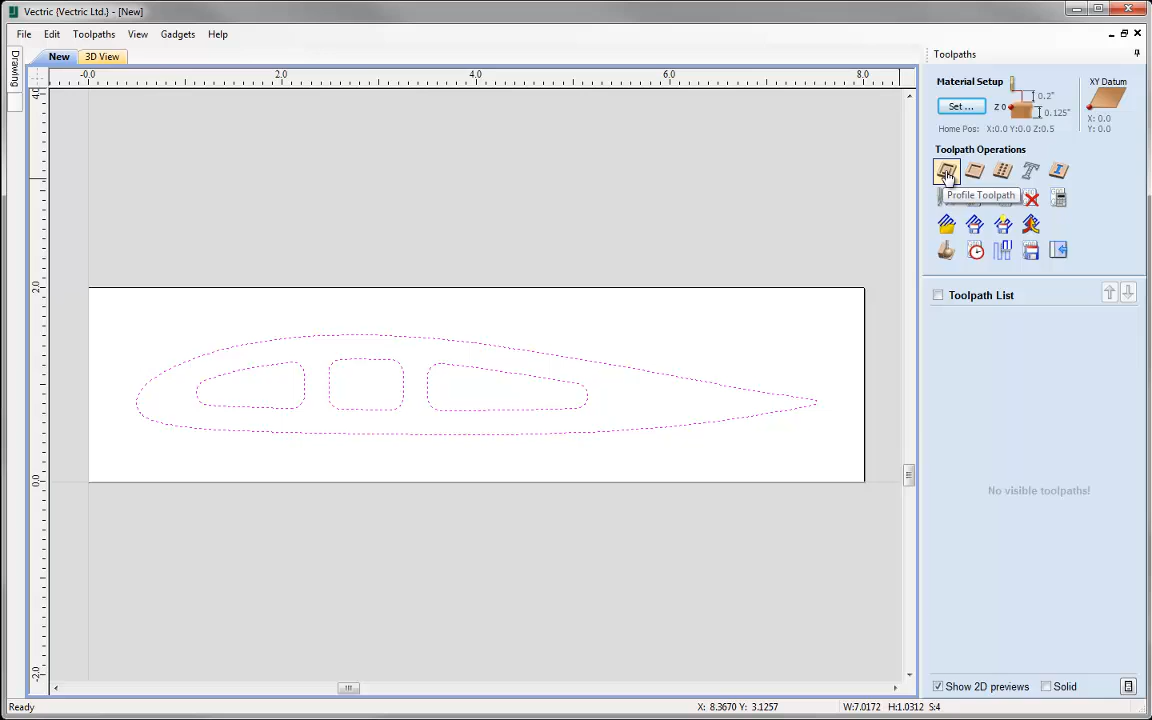 Vectric {Vectric Ltd.} - [New]
File Edit Toolpaths View Gadgets Help
Drawing
New 3D View
-0.0 2.0 4.0 6.0 8.0
4.0
2.0
0.0
-2.0
Toolpaths
Material Setup
Set ...
Z 0
0.2"
0.125"
XY Datum
X: 0.0
Y: 0.0
Home Pos: X:0.0 Y:0.0 Z:0.5
Toolpath Operations
Profile Toolpath
Toolpath List
No visible toolpaths!
Show 2D previews Solid
Ready
X: 8.3670 Y: 3.1257
W:7.0172 H:1.0312 S:4